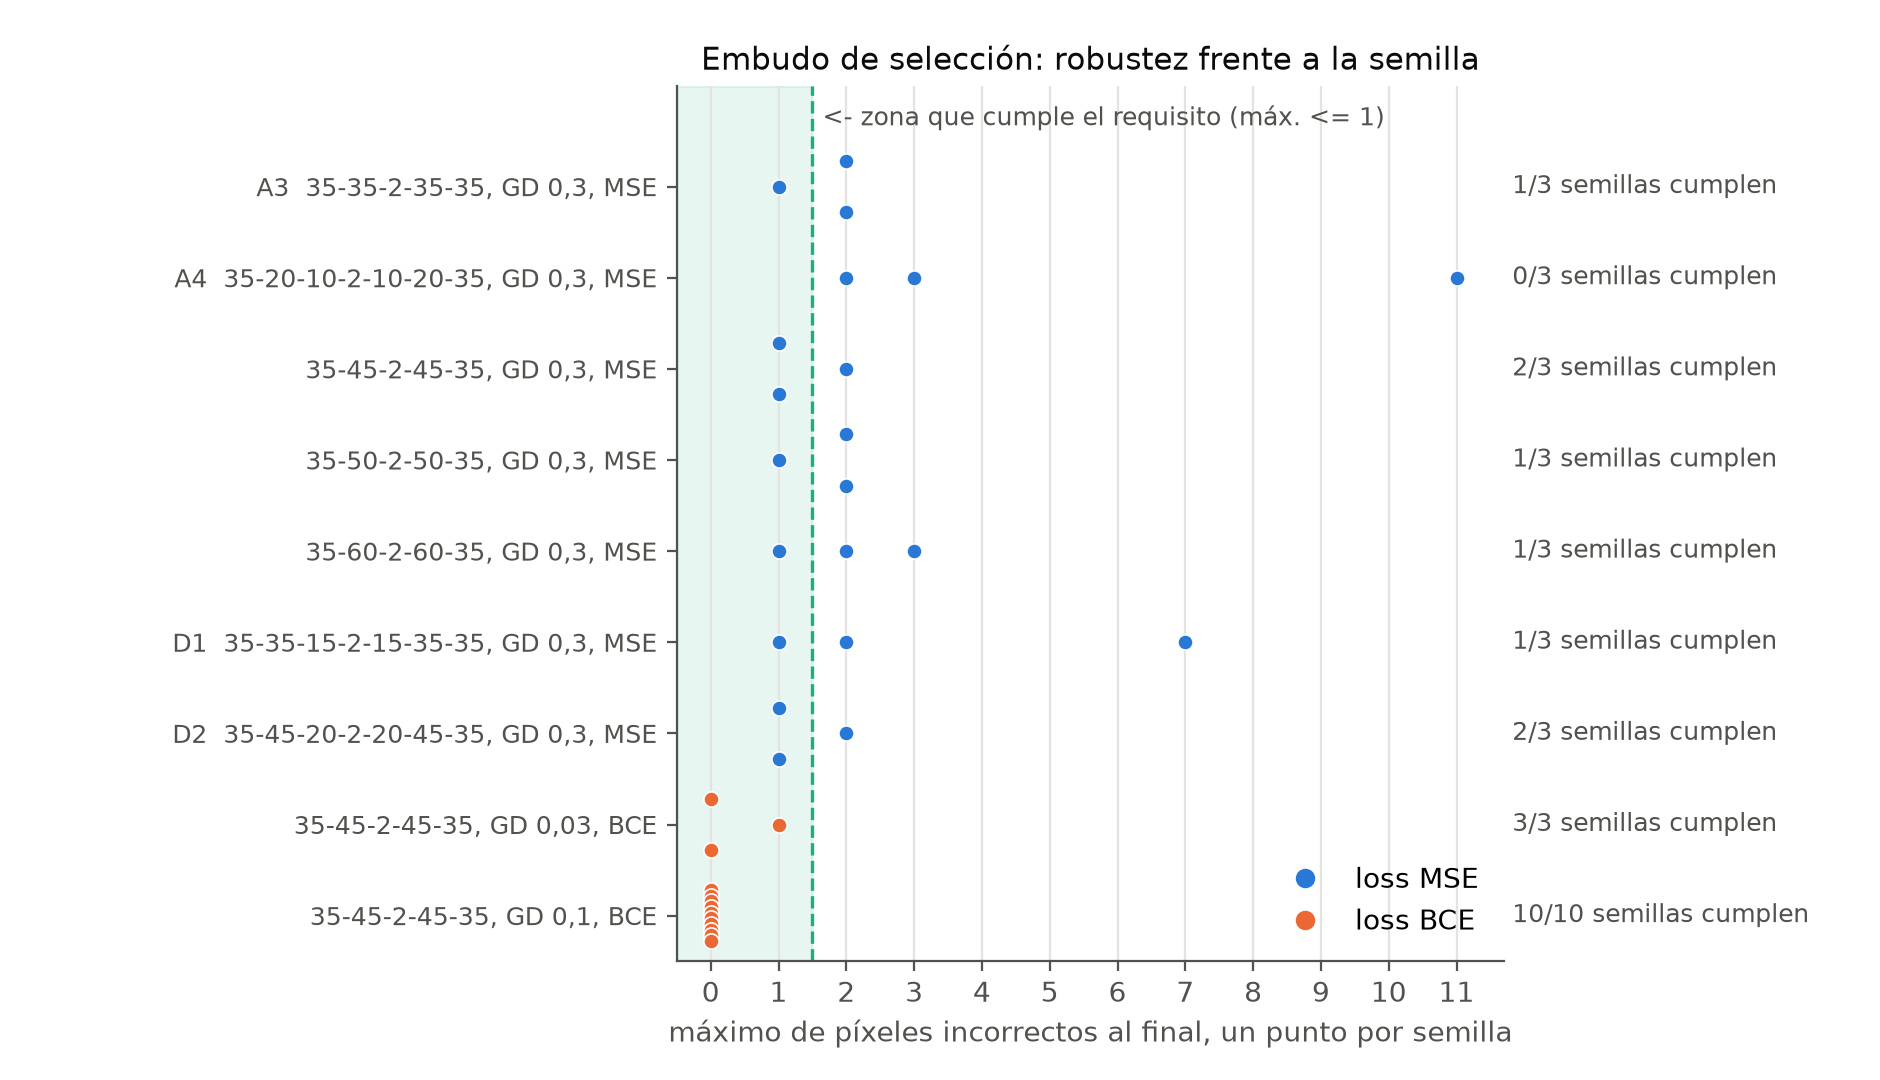 Embudo de selección: robustez frente a la semilla
<- zona que cumple el requisito (máx. <= 1)
A3  35-35-2-35-35, GD 0,3, MSE
1/3 semillas cumplen
A4  35-20-10-2-10-20-35, GD 0,3, MSE
0/3 semillas cumplen
35-45-2-45-35, GD 0,3, MSE
2/3 semillas cumplen
35-50-2-50-35, GD 0,3, MSE
1/3 semillas cumplen
35-60-2-60-35, GD 0,3, MSE
1/3 semillas cumplen
D1  35-35-15-2-15-35-35, GD 0,3, MSE
1/3 semillas cumplen
D2  35-45-20-2-20-45-35, GD 0,3, MSE
2/3 semillas cumplen
35-45-2-45-35, GD 0,03, BCE
3/3 semillas cumplen
loss MSE
35-45-2-45-35, GD 0,1, BCE
loss BCE
10/10 semillas cumplen
0 1 2 3 4 5 6 7 8 9 10 11
máximo de píxeles incorrectos al final, un punto por semilla